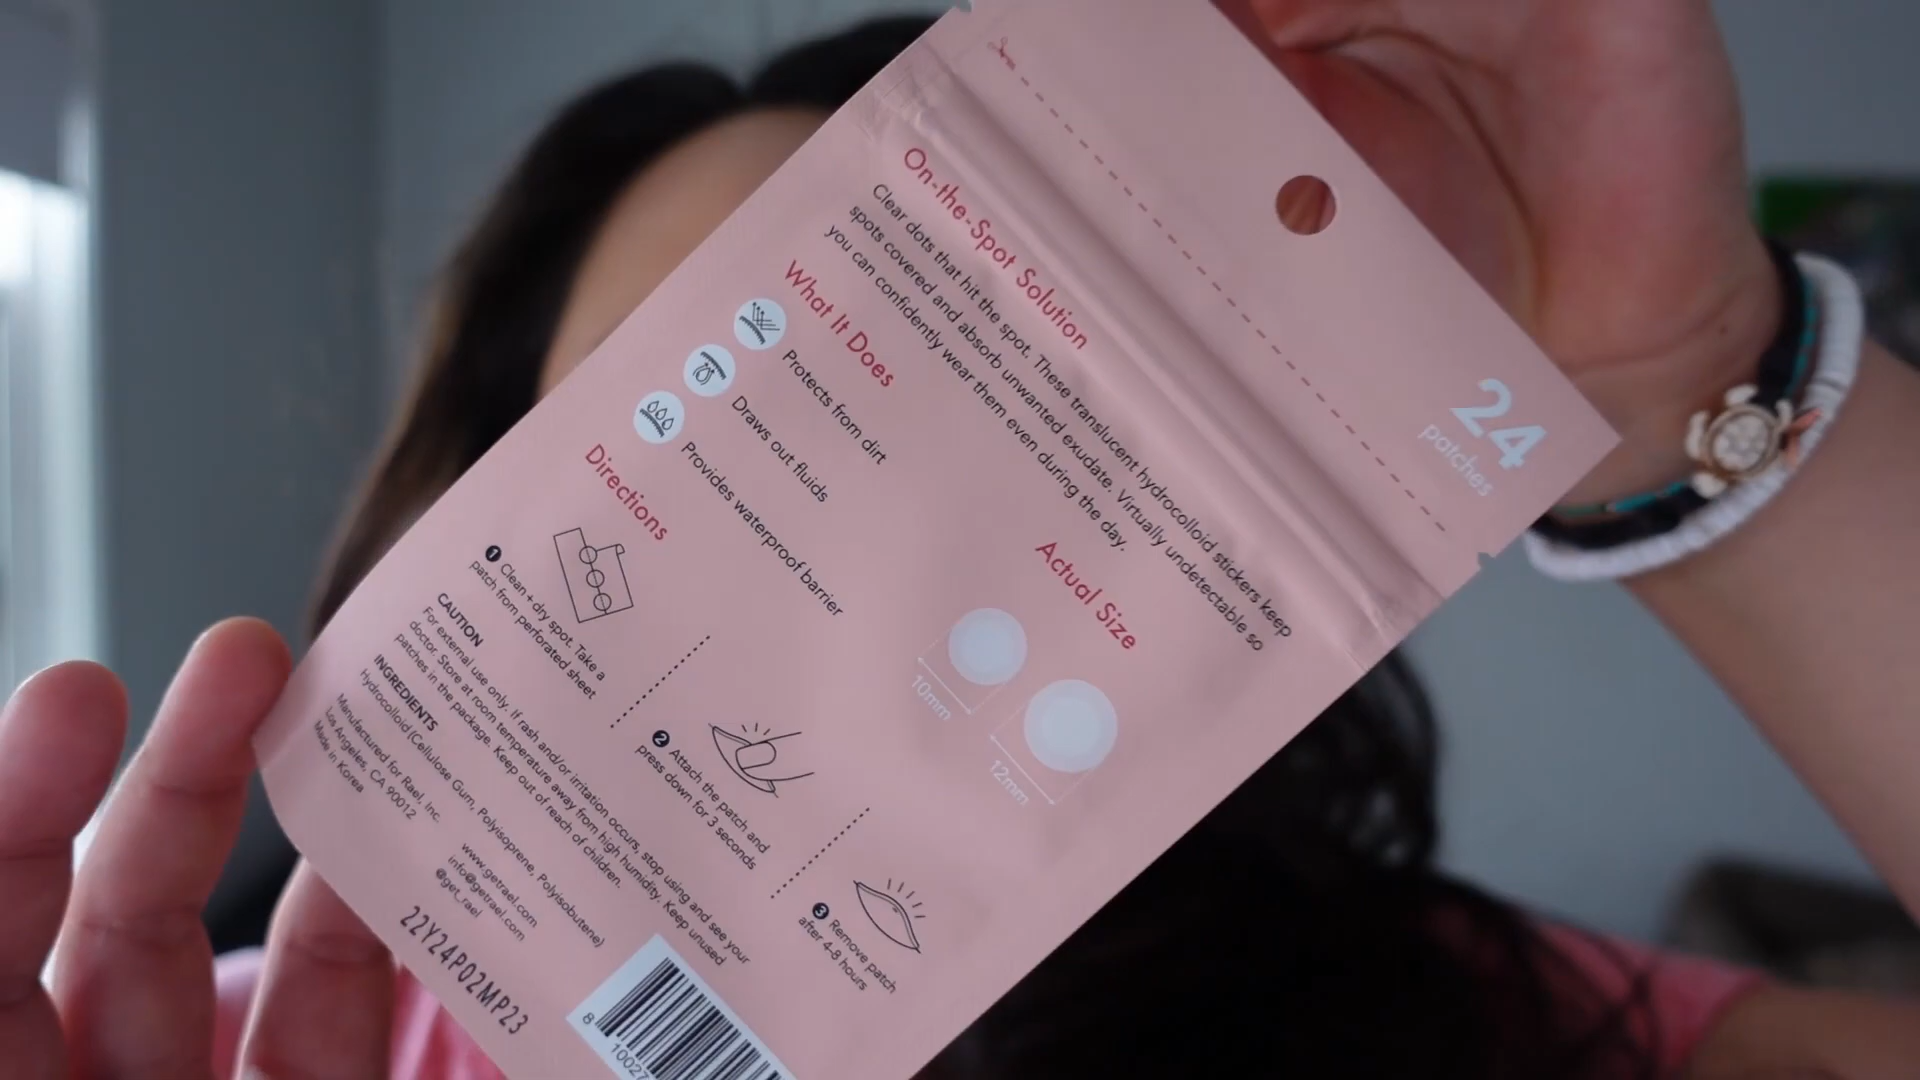 24
patches
On-the-Spot Solution
Clear dots that hit the spot. These translucent hydrocolloid stickers keep
spots covered and absorb unwanted exudate. Virtually undetectable so
you can confidently wear them even during the day.
What It Does
Protects from dirt
Draws out fluids
Provides waterproof barrier
Actual Size
10mm
12mm
Directions
1 Clean + dry spot. Take a
patch from perforated sheet
2 Attach the patch and
press down for 3 seconds
3 Remove patch
after 4-8 hours
CAUTION
For external use only. If rash and/or irritation occurs, stop using and see your
doctor. Store at room temperature away from high humidity. Keep unused
patches in the package. Keep out of reach of children.
INGREDIENTS
Hydrocolloid (Cellulose Gum, Polyisoprene, Polyisobutene)
Manufactured for Rael, Inc.
Los Angeles, CA 90012
Made in Korea
www.getrael.com
info@getrael.com
@get_rael
22Y24P02MP23
8 10027